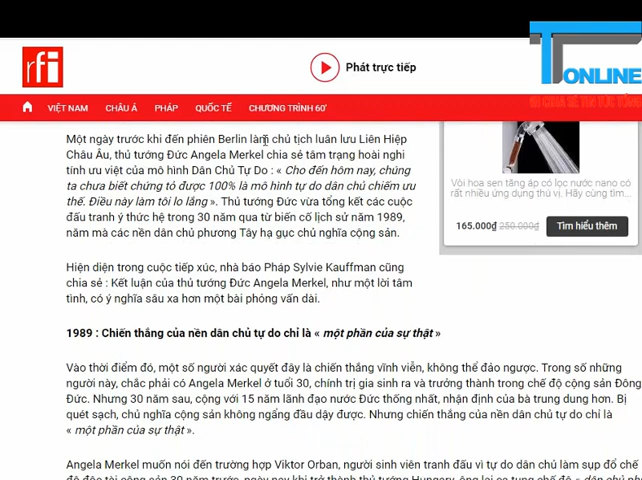 rfi
Phát trực tiếp
TONLINE
VIỆT NAM CHÂU Á PHÁP QUỐC TẾ CHƯƠNG TRÌNH 60'
Một ngày trước khi đến phiên Berlin làm chủ tịch luân lưu Liên Hiệp
Châu Âu, thủ tướng Đức Angela Merkel chia sẻ tâm trạng hoài nghi
tính ưu việt của mô hình Dân Chủ Tự Do : « Cho đến hôm nay, chúng
ta chưa biết chứng tỏ được 100% là mô hình tự do dân chủ chiếm ưu
thế. Điều này làm tôi lo lắng ». Thủ tướng Đức vừa tổng kết các cuộc
đấu tranh ý thức hệ trong 30 năm qua từ biến cố lịch sử năm 1989,
năm mà các nền dân chủ phương Tây hạ gục chủ nghĩa cộng sản.
Vòi hoa sen tăng áp có lọc nước nano có
rất nhiều ứng dụng thú vị. Hãy cùng tìm...
165.000₫ 250.000₫ Tìm hiểu thêm
Hiện diện trong cuộc tiếp xúc, nhà báo Pháp Sylvie Kauffman cũng
chia sẻ : Kết luận của thủ tướng Đức Angela Merkel, như một lời tâm
tình, có ý nghĩa sâu xa hơn một bài phỏng vấn dài.
1989 : Chiến thắng của nền dân chủ tự do chỉ là « một phần của sự thật »
Vào thời điểm đó, một số người xác quyết đây là chiến thắng vĩnh viễn, không thể đảo ngược. Trong số những
người này, chắc phải có Angela Merkel ở tuổi 30, chính trị gia sinh ra và trưởng thành trong chế độ cộng sản Đông
Đức. Nhưng 30 năm sau, cộng với 15 năm lãnh đạo nước Đức thống nhất, nhận định của bà trung dung hơn. Bị
quét sạch, chủ nghĩa cộng sản không ngẩng đầu dậy được. Nhưng chiến thắng của nền dân chủ tự do chỉ là
« một phần của sự thật ».
Angela Merkel muốn nói đến trường hợp Viktor Orban, người sinh viên tranh đấu vì tự do dân chủ làm sụp đổ chế